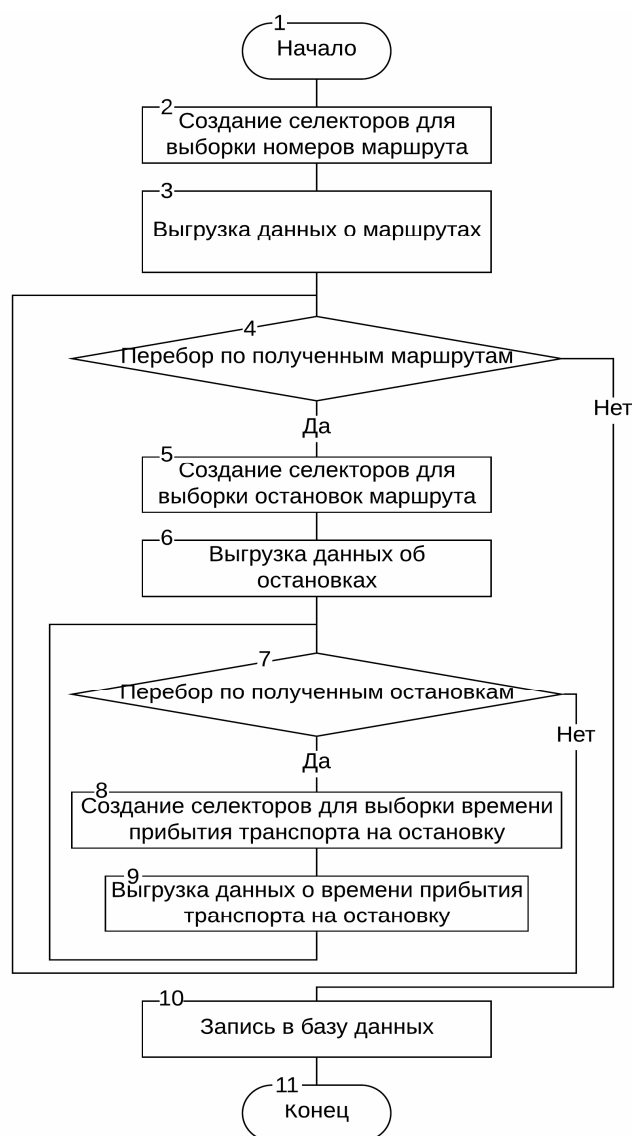 1
Начало
2
Создание селекторов для
выборки номеров маршрута
3
Выгрузка данных о маршрутах
4
Перебор по полученным маршрутам
Нет
Да
5
Создание селекторов для
выборки остановок маршрута
6
Выгрузка данных об
остановках
7
Перебор по полученным остановкам
Нет
Да
8
Создание селекторов для выборки времени
прибытия транспорта на остановку
9
Выгрузка данных о времени прибытия
транспорта на остановку
10
Запись в базу данных
11
Конец